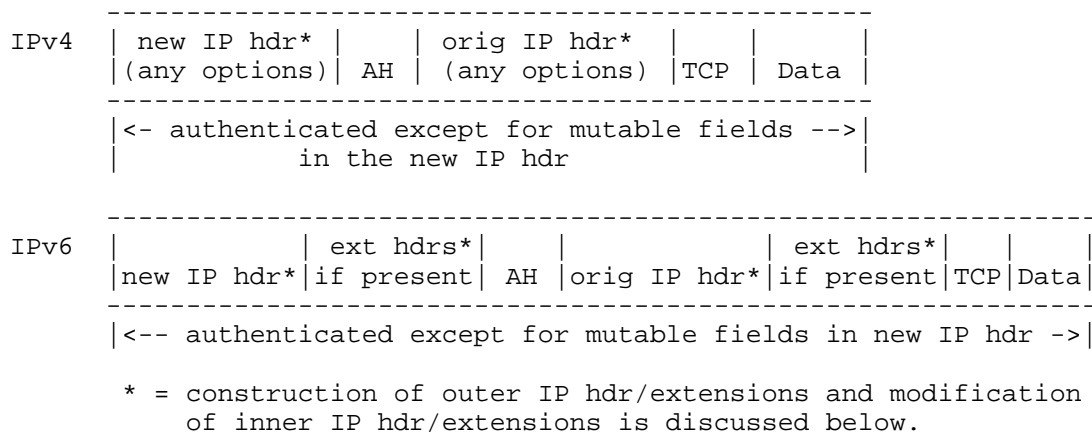 ------------------------------------------------
IPv4  | new IP hdr* |    | orig IP hdr*  |    |      |
      |(any options)| AH | (any options) |TCP | Data |
      ------------------------------------------------
      |<- authenticated except for mutable fields -->|
      |           in the new IP hdr                  |

      --------------------------------------------------------------
IPv6  |           | ext hdrs*|    |            | ext hdrs*|   |    |
      |new IP hdr*|if present| AH |orig IP hdr*|if present|TCP|Data|
      --------------------------------------------------------------
      |<-- authenticated except for mutable fields in new IP hdr ->|

       * = construction of outer IP hdr/extensions and modification
           of inner IP hdr/extensions is discussed below.